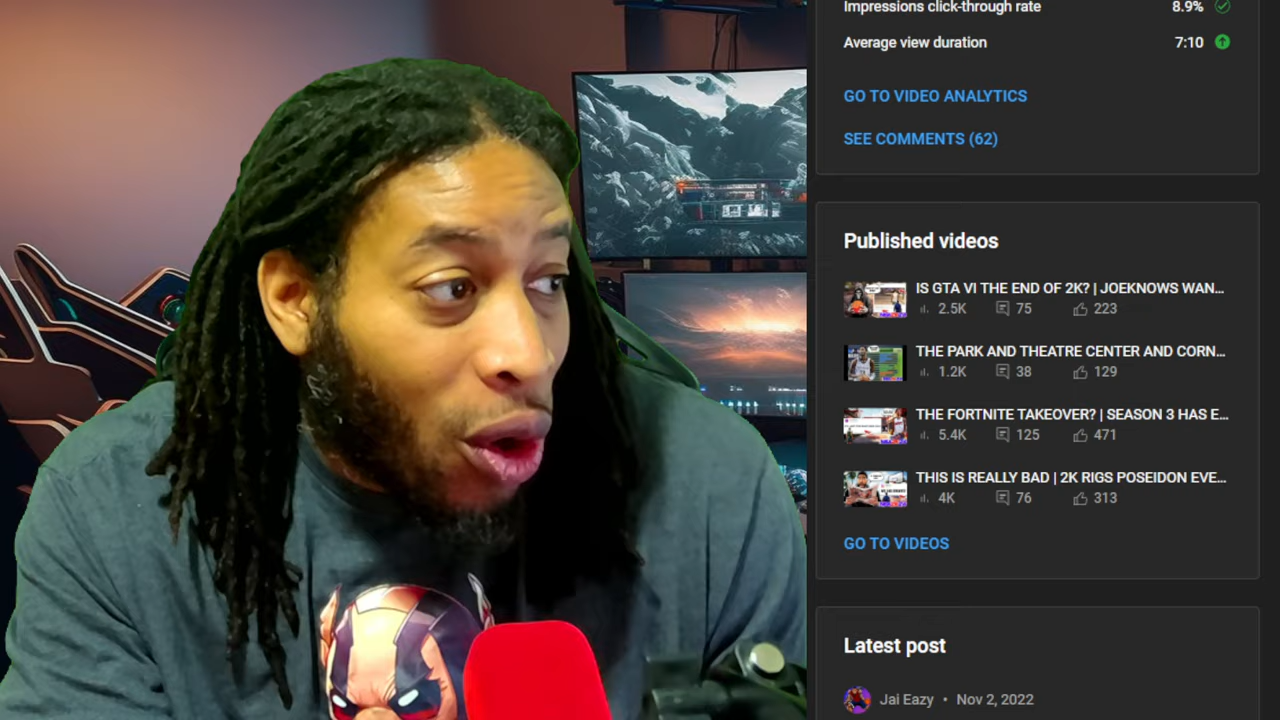 Impressions click-through rate 8.9%
Average view duration 7:10
GO TO VIDEO ANALYTICS
SEE COMMENTS (62)
Published videos
IS GTA VI THE END OF 2K? | JOEKNOWS WAN...
2.5K 75 223
THE PARK AND THEATRE CENTER AND CORN...
1.2K 38 129
THE FORTNITE TAKEOVER? | SEASON 3 HAS E...
5.4K 125 471
THIS IS REALLY BAD | 2K RIGS POSEIDON EVE...
4K 76 313
GO TO VIDEOS
Latest post
Jai Eazy • Nov 2, 2022